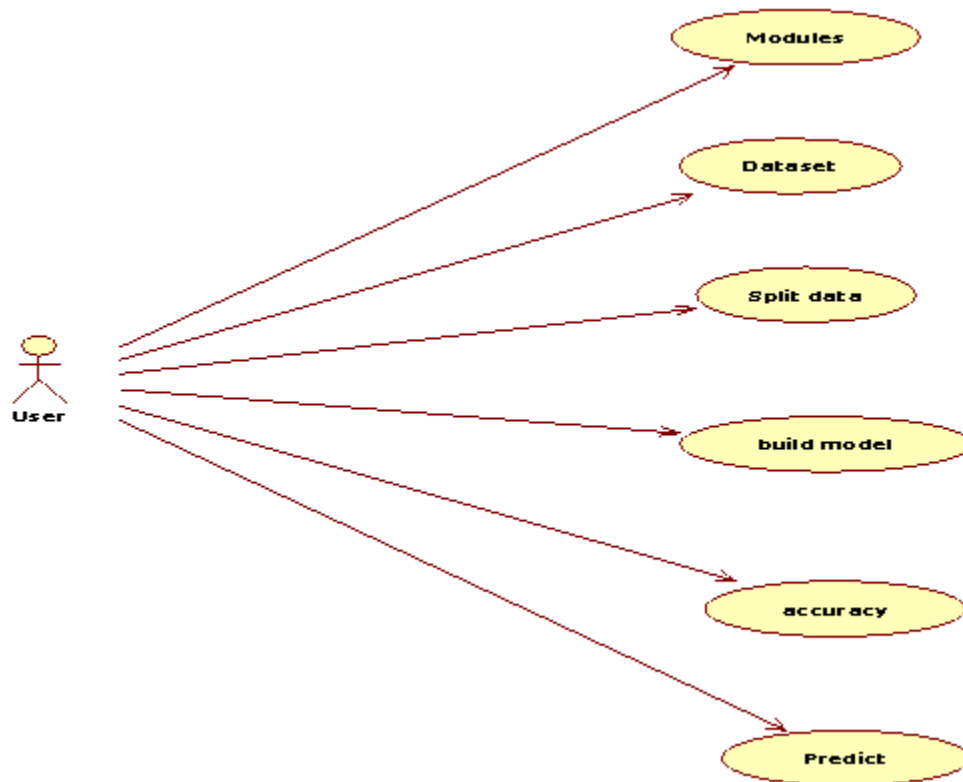 Modules
Dataset
Split data
User
build model
accuracy
Predict